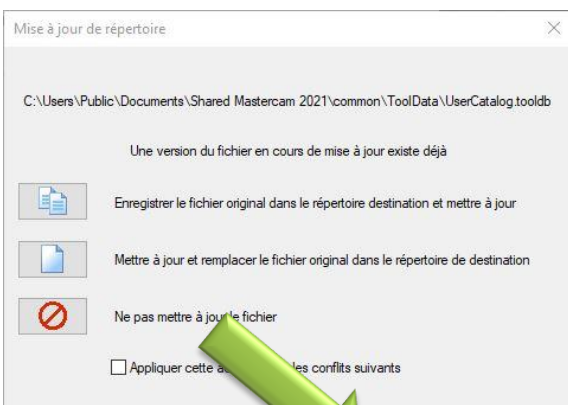 Mise à jour de répertoire
C:\Users\Public\Documents\Shared Mastercam 2021\common\ToolData\UserCatalog.tooldb
Une version du fichier en cours de mise à jour existe déjà
Enregistrer le fichier original dans le répertoire destination et mettre à jour
Mettre à jour et remplacer le fichier original dans le répertoire de destination
Ne pas mettre à jour le fichier
Appliquer cette les conflits suivants